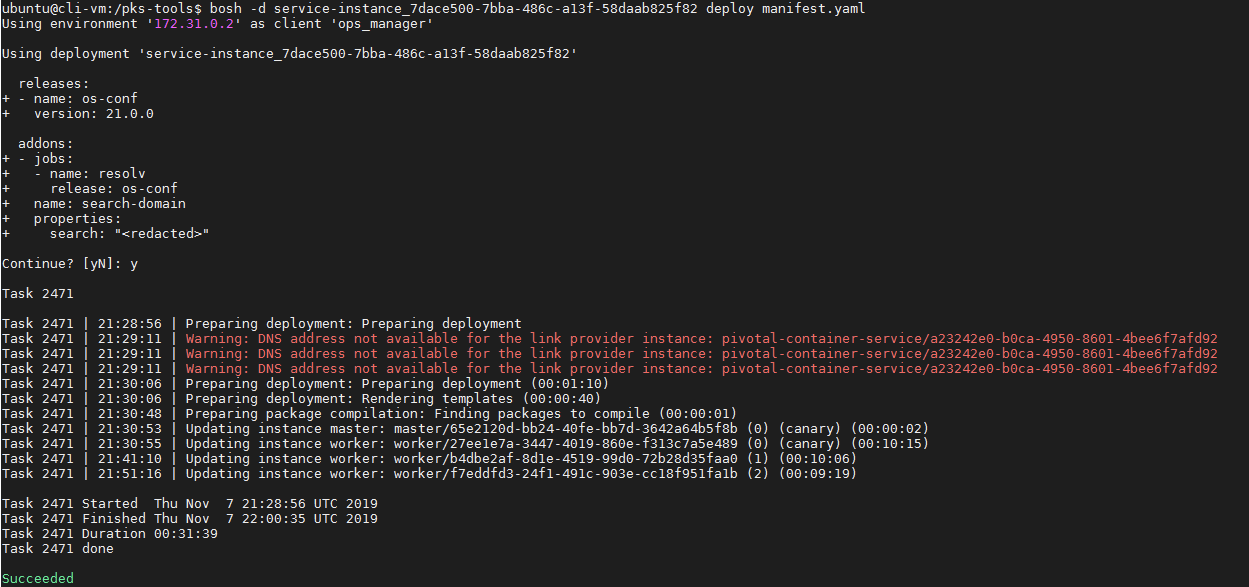 ubuntu@cli-vm:/pks-tools$ bosh -d service-instance_7dace500-7bba-486c-a13f-58daab825f82 deploy manifest.yaml
Using environment '172.31.0.2' as client 'ops_manager'
Using deployment 'service-instance_7dace500-7bba-486c-a13f-58daab825f82'
  releases:
+ - name: os-conf
+   version: 21.0.0
  addons:
+ - jobs:
+   - name: resolv
+     release: os-conf
+   name: search-domain
+   properties:
+     search: "<redacted>"
Continue? [yN]: y
Task 2471
Task 2471 | 21:28:56 | Preparing deployment: Preparing deployment
Task 2471 | 21:29:11 | Warning: DNS address not available for the link provider instance: pivotal-container-service/a23242e0-b0ca-4950-8601-4bee6f7afd92
Task 2471 | 21:29:11 | Warning: DNS address not available for the link provider instance: pivotal-container-service/a23242e0-b0ca-4950-8601-4bee6f7afd92
Task 2471 | 21:29:11 | Warning: DNS address not available for the link provider instance: pivotal-container-service/a23242e0-b0ca-4950-8601-4bee6f7afd92
Task 2471 | 21:30:06 | Preparing deployment: Preparing deployment (00:01:10)
Task 2471 | 21:30:06 | Preparing deployment: Rendering templates (00:00:40)
Task 2471 | 21:30:48 | Preparing package compilation: Finding packages to compile (00:00:01)
Task 2471 | 21:30:53 | Updating instance master: master/65e2120d-bb24-40fe-bb7d-3642a64b5f8b (0) (canary) (00:00:02)
Task 2471 | 21:30:55 | Updating instance worker: worker/27ee1e7a-3447-4019-860e-f313c7a5e489 (0) (canary) (00:10:15)
Task 2471 | 21:41:10 | Updating instance worker: worker/b4dbe2af-8d1e-4519-99d0-72b28d35faa0 (1) (00:10:06)
Task 2471 | 21:51:16 | Updating instance worker: worker/f7eddfd3-24f1-491c-903e-cc18f951fa1b (2) (00:09:19)
Task 2471 Started  Thu Nov  7 21:28:56 UTC 2019
Task 2471 Finished Thu Nov  7 22:00:35 UTC 2019
Task 2471 Duration 00:31:39
Task 2471 done
Succeeded